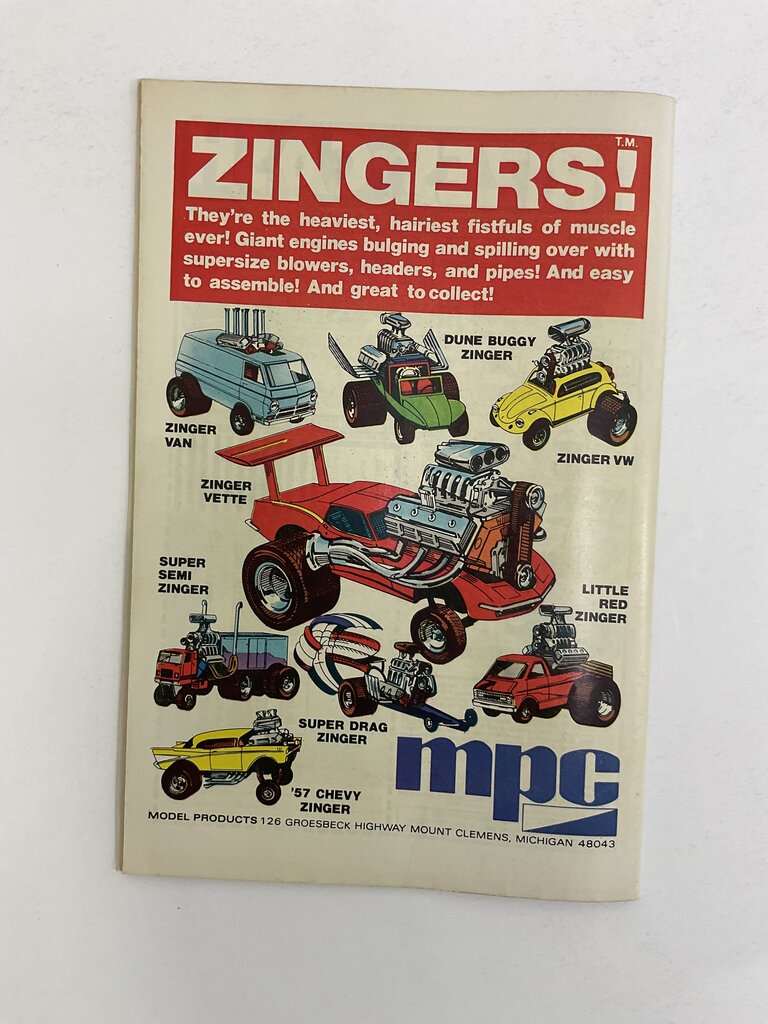 ZINGERS!
T.M.
They're the heaviest, hairiest fistfuls of muscle
ever! Giant engines bulging and spilling over with
supersize blowers, headers, and pipes! And easy
to assemble! And great to collect!
ZINGER
VAN
DUNE BUGGY
ZINGER
ZINGER VW
ZINGER
VETTE
SUPER
SEMI
ZINGER
LITTLE
RED
ZINGER
SUPER DRAG
ZINGER
'57 CHEVY
ZINGER
mpc
MODEL PRODUCTS 126 GROESBECK HIGHWAY MOUNT CLEMENS, MICHIGAN 48043